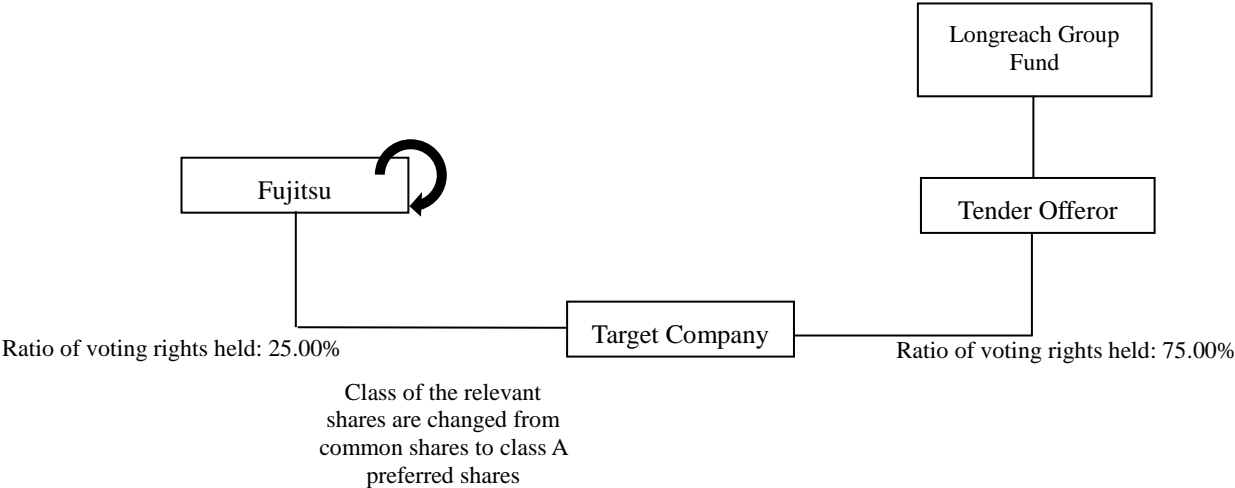 Longreach Group
Fund
Fujitsu
Tender Offeror
Target Company
Ratio of voting rights held: 25.00%
Ratio of voting rights held: 75.00%
Class of the relevant
shares are changed from
common shares to class A
preferred shares